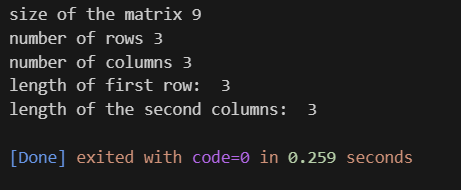 size of the matrix 9
number of rows 3
number of columns 3
length of first row:  3
length of the second columns:  3
[Done] exited with code=0 in 0.259 seconds